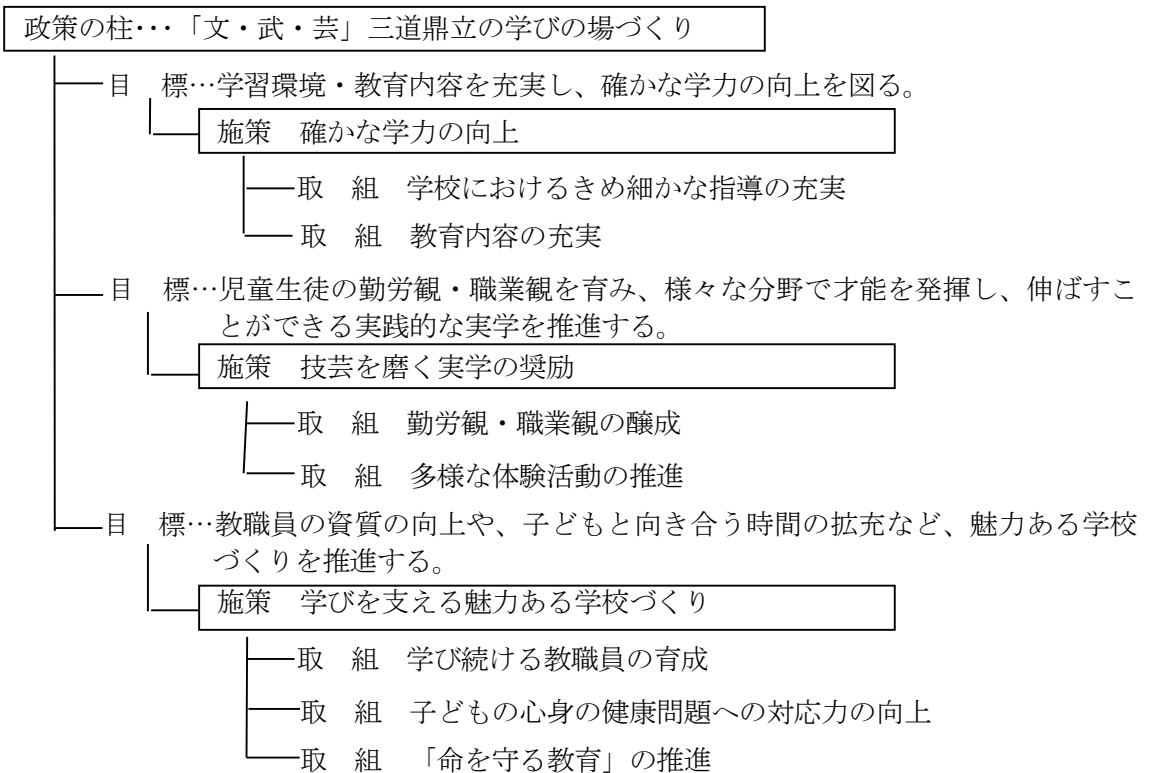 政策の柱･･･「文・武・芸」三道鼎立の学びの場づくり
目　標…学習環境・教育内容を充実し、確かな学力の向上を図る。
施策　確かな学力の向上
取　組　学校におけるきめ細かな指導の充実
取　組　教育内容の充実
目　標…児童生徒の勤労観・職業観を育み、様々な分野で才能を発揮し、伸ばすこ
とができる実践的な実学を推進する。
施策　技芸を磨く実学の奨励
取　組　勤労観・職業観の醸成
取　組　多様な体験活動の推進
目　標…教職員の資質の向上や、子どもと向き合う時間の拡充など、魅力ある学校
づくりを推進する。
施策　学びを支える魅力ある学校づくり
取　組　学び続ける教職員の育成
取　組　子どもの心身の健康問題への対応力の向上
取　組　「命を守る教育」の推進